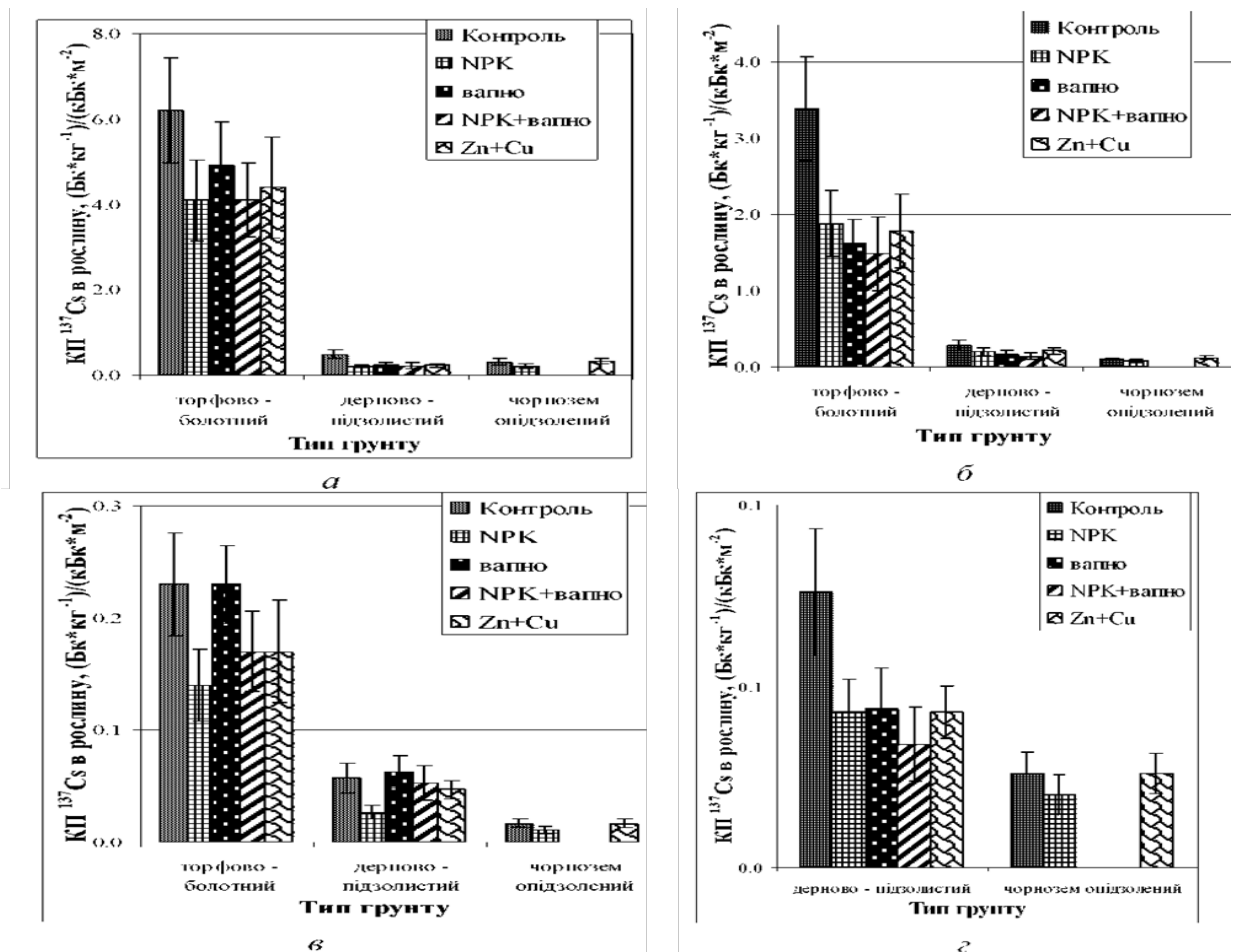 8.0
6.0
4.0
2.0
0.0
КП ¹³⁷Cs в рослину, (Бк*кг⁻¹)/(кБк*м⁻²)
Контроль
NPK
вапно
NPK+вапно
Zn+Cu
торфово -
болотний
дерново -
підзолистий
чорнозем
опідзолений
Тип грунту
а
4.0
3.0
2.0
1.0
0.0
КП ¹³⁷Cs в рослину, (Бк*кг⁻¹)/(кБк*м⁻²)
Контроль
NPK
вапно
NPK+вапно
Zn+Cu
торфово -
болотний
дерново -
підзолистий
чорнозем
опідзолений
Тип грунту
б
0.3
0.2
0.1
0.0
КП ¹³⁷Cs в рослину, (Бк*кг⁻¹)/(кБк*м⁻²)
Контроль
NPK
вапно
NPK+вапно
Zn+Cu
торфово -
болотний
дерново -
підзолистий
чорнозем
опідзолений
Тип грунту
в
0.1
0.1
0.0
КП ¹³⁷Cs в рослину, (Бк*кг⁻¹)/(кБк*м⁻²)
Контроль
NPK
вапно
NPK+вапно
Zn+Cu
дерново - підзолистий
чорнозем опідзолений
Тип грунту
г